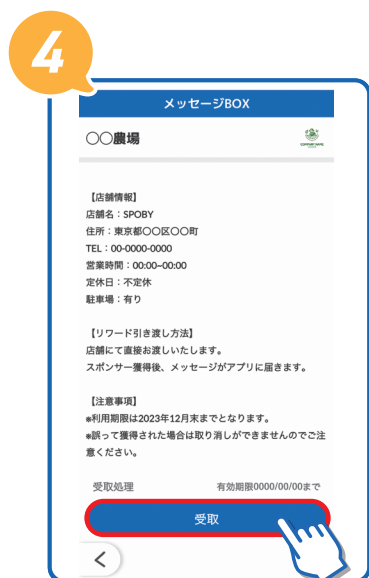 4
メッセージBOX
〇〇農場
COMPANY NAME
【店舗情報】
店舗名：SPOBY
住所：東京都〇〇区〇〇町
TEL：00-0000-0000
営業時間：00:00~00:00
定休日：不定休
駐車場：有り
【リワード引き渡し方法】
店舗にて直接お渡しいたします。
スポンサー獲得後、メッセージがアプリに届きます。
【注意事項】
*利用期限は2023年12月末までとなります。
*誤って獲得された場合は取り消しができませんのでご注
意ください。
受取処理 有効期限0000/00/00まで
受取